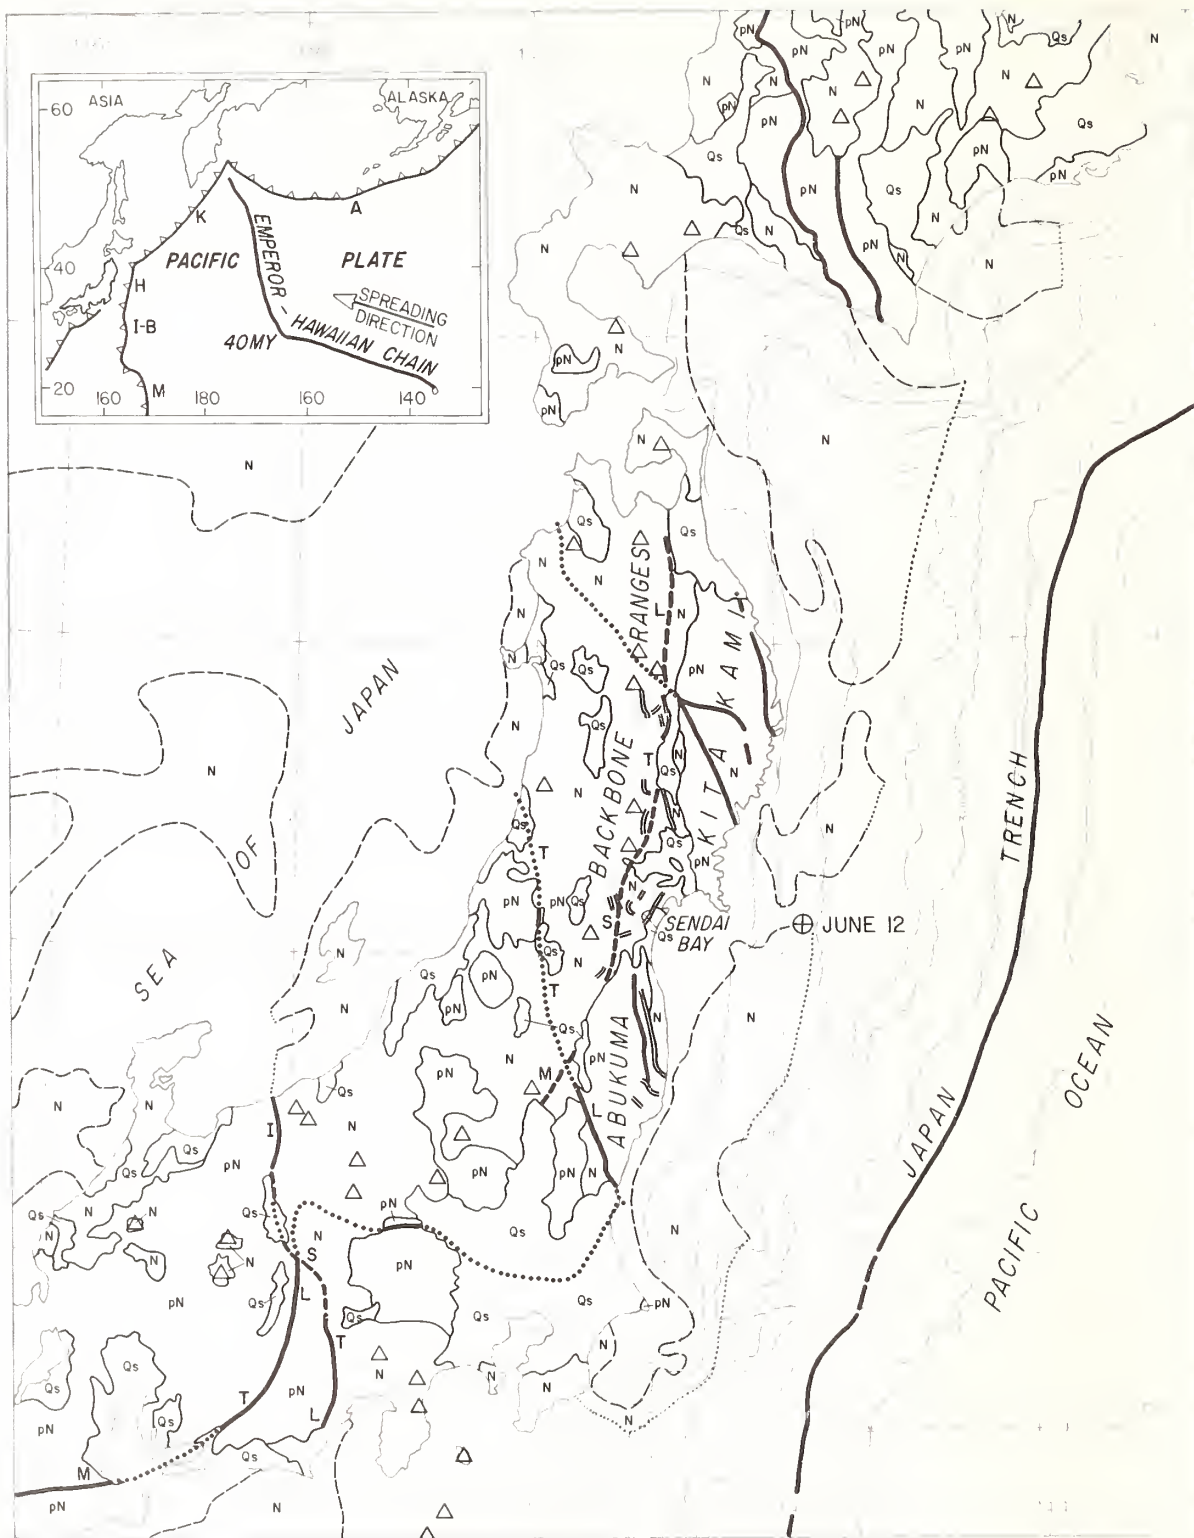 ASIA
ALASKA
60
40
20
K
A
H
I-B
M
EMPEROR - HAWAIIAN CHAIN
PACIFIC PLATE
SPREADING
DIRECTION
40MY
160 180 160 140
pN
N
Qs
JAPAN
SEA
OF
BACKBONE
RANGES
KITAKAMI
L
T
S
SENDAI
BAY
JUNE 12
ABUKUMA
M
I
JAPAN
TRENCH
PACIFIC
OCEAN